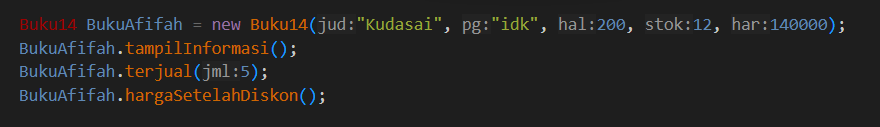 Buku14 BukuAfifah = new Buku14(jud:"Kudasai", pg:"idk", hal:200, stok:12, har:140000);
BukuAfifah.tampilInformasi();
BukuAfifah.terjual(jml:5);
BukuAfifah.hargaSetelahDiskon();